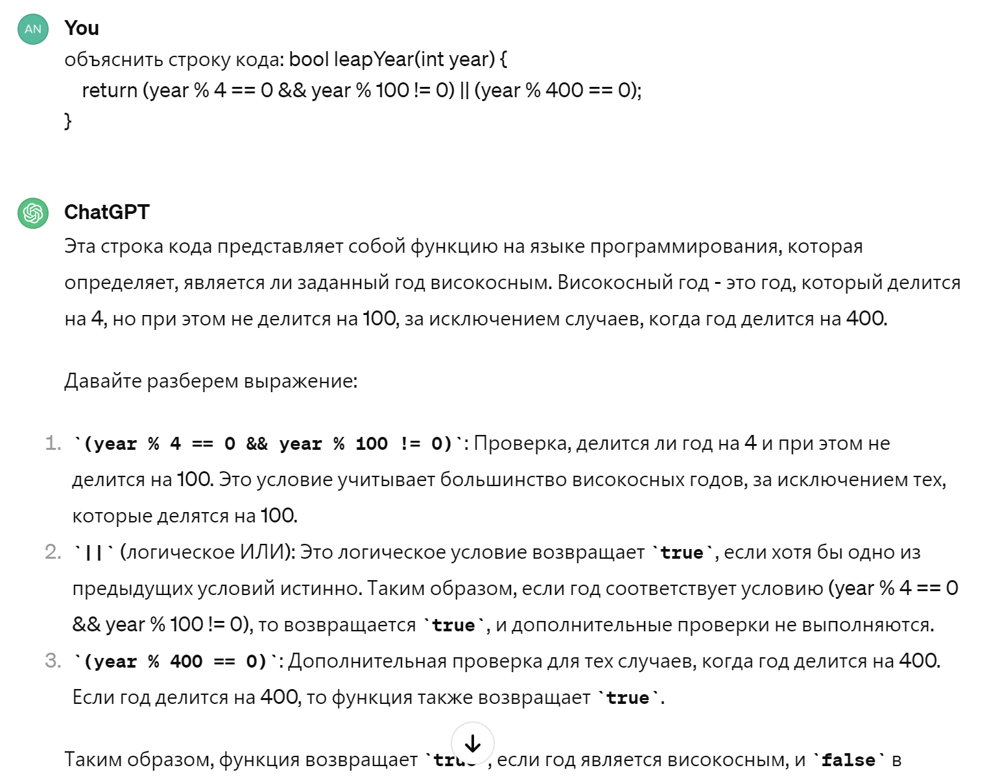 AN
You
объяснить строку кода: bool leapYear(int year) {
return (year % 4 == 0 && year % 100 != 0) || (year % 400 == 0);
}
ChatGPT
Эта строка кода представляет собой функцию на языке программирования, которая
определяет, является ли заданный год високосным. Високосный год - это год, который делится
на 4, но при этом не делится на 100, за исключением случаев, когда год делится на 400.
Давайте разберем выражение:
1. `(year % 4 == 0 && year % 100 != 0)`: Проверка, делится ли год на 4 и при этом не
делится на 100. Это условие учитывает большинство високосных годов, за исключением тех,
которые делятся на 100.
2. `||` (логическое ИЛИ): Это логическое условие возвращает `true`, если хотя бы одно из
предыдущих условий истинно. Таким образом, если год соответствует условию (year % 4 == 0
&& year % 100 != 0), то возвращается `true`, и дополнительные проверки не выполняются.
3. `(year % 400 == 0)`: Дополнительная проверка для тех случаев, когда год делится на 400.
Если год делится на 400, то функция также возвращает `true`.
Таким образом, функция возвращает `true`, если год является високосным, и `false` в